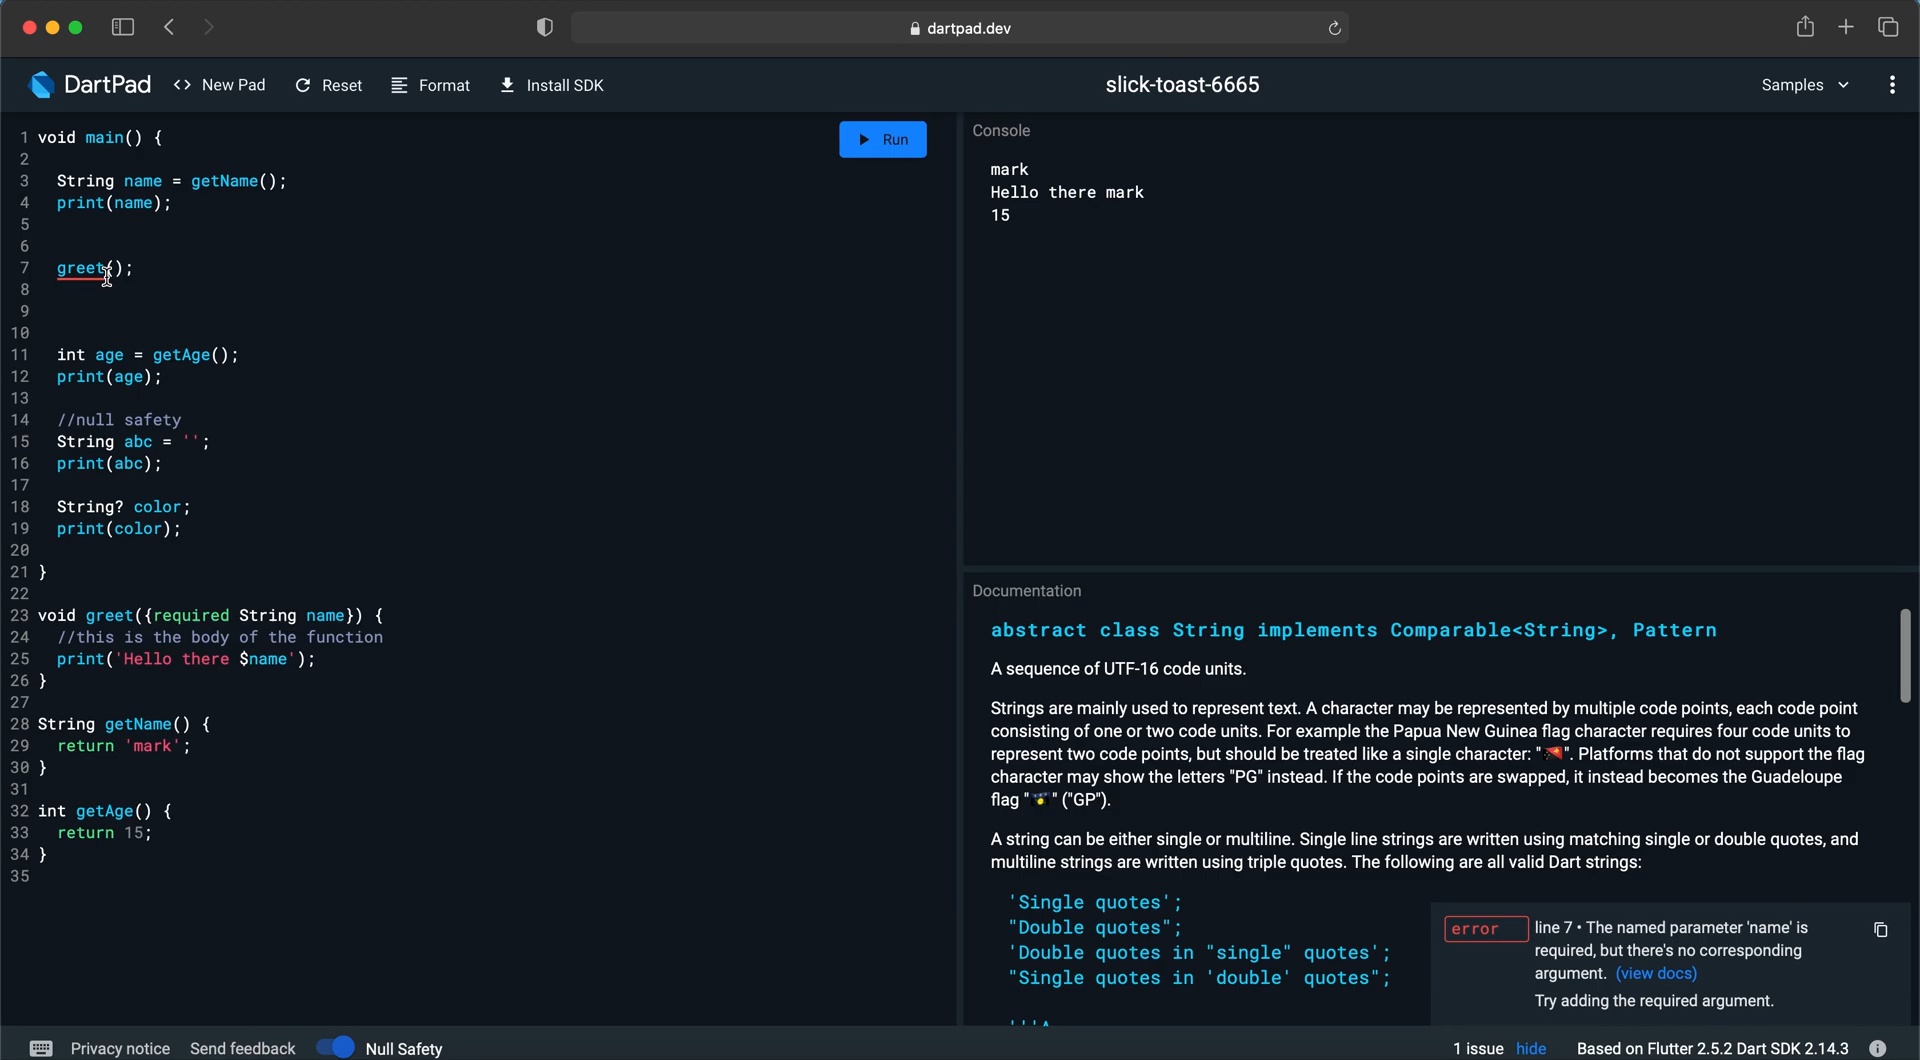 dartpad.dev
DartPad <> New Pad Reset Format Install SDK slick-toast-6665 Samples
1 void main() {
2
3 String name = getName();
4 print(name);
5
6
7 greet();
8
9
10
11 int age = getAge();
12 print(age);
13
14 //null safety
15 String abc = '';
16 print(abc);
17
18 String? color;
19 print(color);
20
21 }
22
23 void greet({required String name}) {
24 //this is the body of the function
25 print('Hello there $name');
26 }
27
28 String getName() {
29 return 'mark';
30 }
31
32 int getAge() {
33 return 15;
34 }
35
Run
Console
mark
Hello there mark
15
Documentation
abstract class String implements Comparable<String>, Pattern
A sequence of UTF-16 code units.
Strings are mainly used to represent text. A character may be represented by multiple code points, each code point
consisting of one or two code units. For example the Papua New Guinea flag character requires four code units to
represent two code points, but should be treated like a single character: "🇵🇬". Platforms that do not support the flag
character may show the letters "PG" instead. If the code points are swapped, it instead becomes the Guadeloupe
flag "🇬🇵" ("GP").
A string can be either single or multiline. Single line strings are written using matching single or double quotes, and
multiline strings are written using triple quotes. The following are all valid Dart strings:
'Single quotes';
"Double quotes";
'Double quotes in "single" quotes';
"Single quotes in 'double' quotes";
'''A
error line 7 • The named parameter 'name' is
required, but there's no corresponding
argument. (view docs)
Try adding the required argument.
Privacy notice Send feedback Null Safety 1 issue hide Based on Flutter 2.5.2 Dart SDK 2.14.3